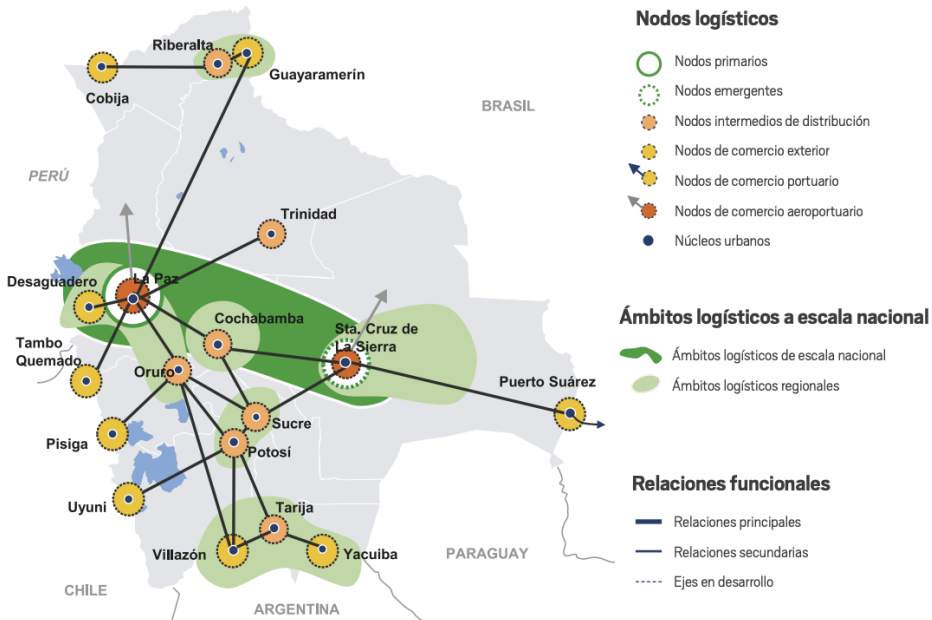 Riberalta
Guayaramerín
Cobija
BRASIL
PERÚ
Trinidad
Desaguadero
La Paz
Cochabamba
Sta. Cruz de
La Sierra
Tambo
Quemado
Oruro
Puerto Suárez
Sucre
Pisiga
Potosí
Uyuni
Tarija
Villazón
Yacuiba
PARAGUAY
CHILE
ARGENTINA
Nodos logísticos
Nodos primarios
Nodos emergentes
Nodos intermedios de distribución
Nodos de comercio exterior
Nodos de comercio portuario
Nodos de comercio aeroportuario
Núcleos urbanos
Ámbitos logísticos a escala nacional
Ámbitos logísticos de escala nacional
Ámbitos logísticos regionales
Relaciones funcionales
Relaciones principales
Relaciones secundarias
Ejes en desarrollo